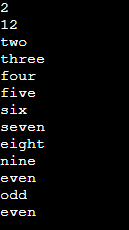 2
12
two
three
four
five
six
seven
eight
nine
even
odd
even